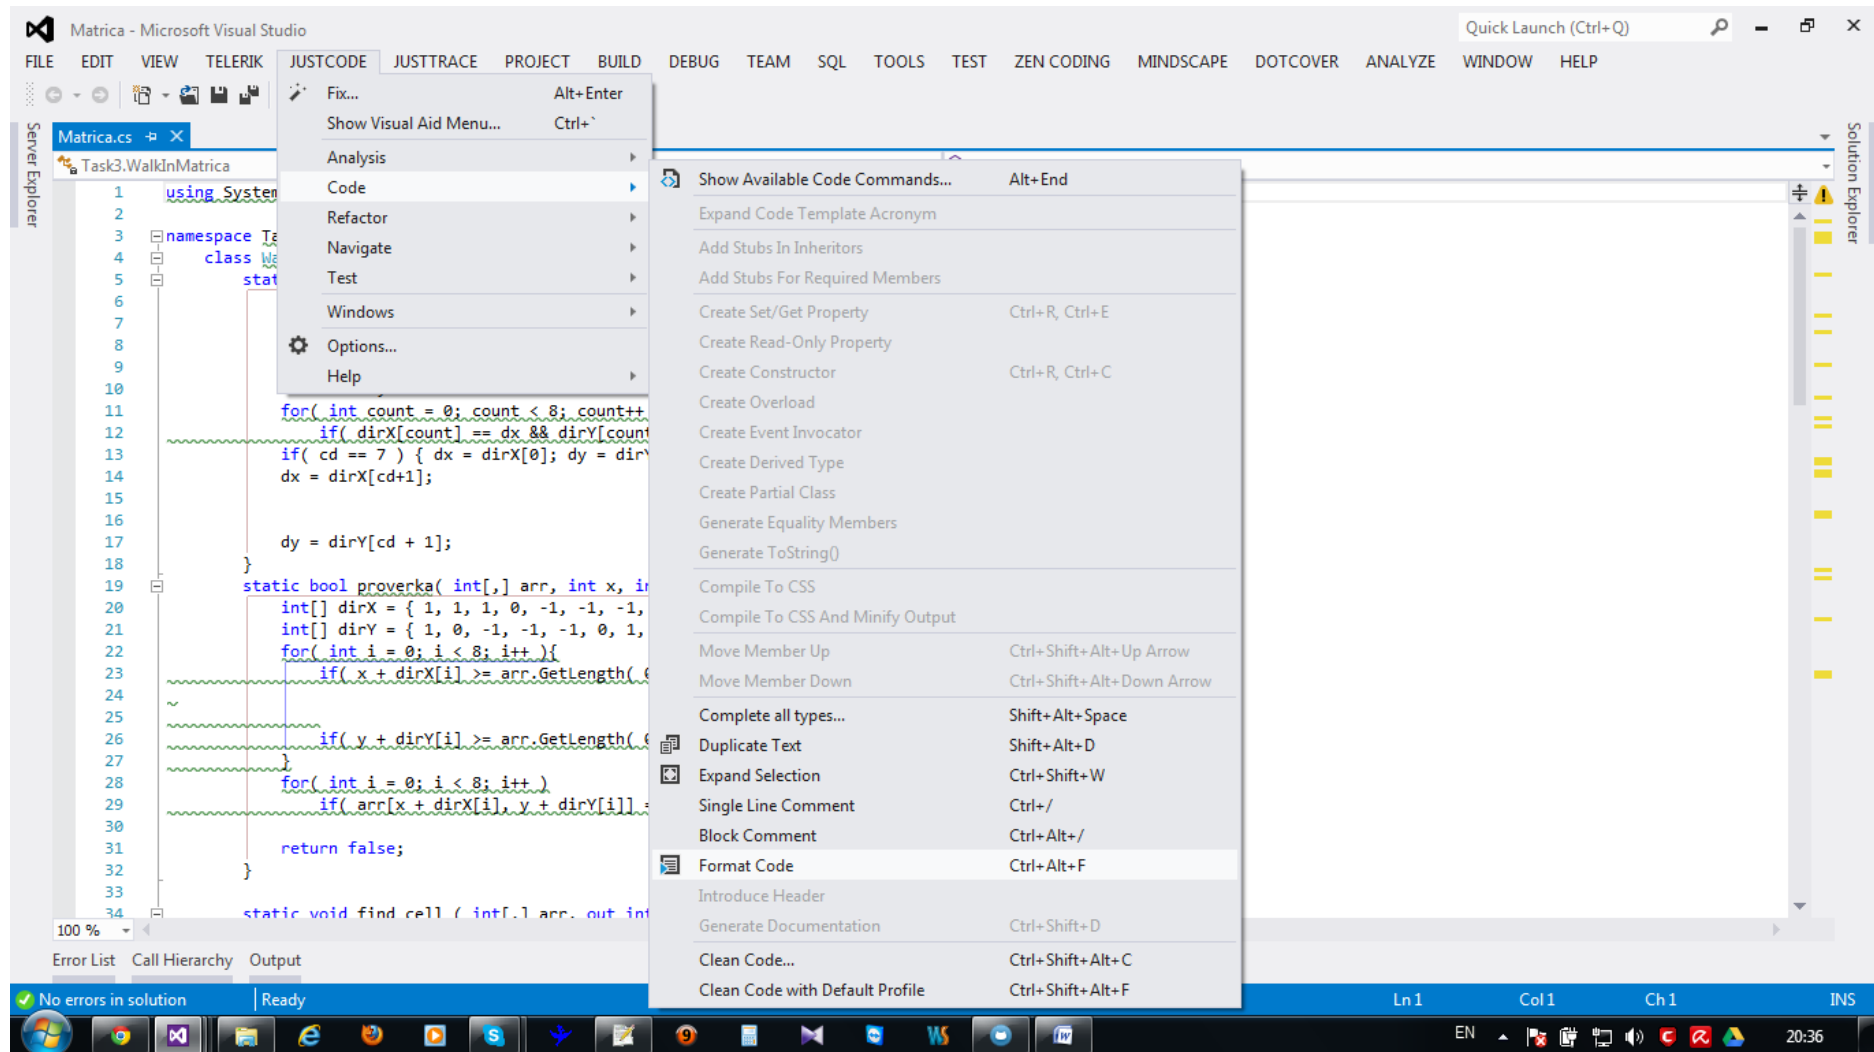 Matrica - Microsoft Visual Studio
Quick Launch (Ctrl+Q)
FILE EDIT VIEW TELERIK JUSTCODE JUSTTRACE PROJECT BUILD DEBUG TEAM SQL TOOLS TEST ZEN CODING MINDSCAPE DOTCOVER ANALYZE WINDOW HELP
Fix... Alt+Enter
Show Visual Aid Menu... Ctrl+`
Analysis
Code
Refactor
Navigate
Test
Windows
Options...
Help
Server Explorer
Solution Explorer
Matrica.cs
Task3.WalkInMatrica
Show Available Code Commands... Alt+End
Expand Code Template Acronym
Add Stubs In Inheritors
Add Stubs For Required Members
Create Set/Get Property Ctrl+R, Ctrl+E
Create Read-Only Property
Create Constructor Ctrl+R, Ctrl+C
Create Overload
Create Event Invocator
Create Derived Type
Create Partial Class
Generate Equality Members
Generate ToString()
Compile To CSS
Compile To CSS And Minify Output
Move Member Up Ctrl+Shift+Alt+Up Arrow
Move Member Down Ctrl+Shift+Alt+Down Arrow
Complete all types... Shift+Alt+Space
Duplicate Text Shift+Alt+D
Expand Selection Ctrl+Shift+W
Single Line Comment Ctrl+/
Block Comment Ctrl+Alt+/
Format Code Ctrl+Alt+F
Introduce Header
Generate Documentation Ctrl+Shift+D
Clean Code... Ctrl+Shift+Alt+C
Clean Code with Default Profile Ctrl+Shift+Alt+F
1 using System
2
3 namespace Ta
4 class Wa
5 stat
6
7
8
9
10
11 for( int count = 0; count < 8; count++
12 if( dirX[count] == dx && dirY[count
13 if( cd == 7 ) { dx = dirX[0]; dy = dirY
14 dx = dirX[cd+1];
15
16
17 dy = dirY[cd + 1];
18 }
19 static bool proverka( int[,] arr, int x, in
20 int[] dirX = { 1, 1, 1, 0, -1, -1, -1,
21 int[] dirY = { 1, 0, -1, -1, -1, 0, 1,
22 for( int i = 0; i < 8; i++ ){
23 if( x + dirX[i] >= arr.GetLength( 0
24
25
26 if( y + dirY[i] >= arr.GetLength( 0
27 }
28 for( int i = 0; i < 8; i++ )
29 if( arr[x + dirX[i], y + dirY[i]] =
30
31 return false;
32 }
33
34 static void find_cell ( int[,] arr, out int
100 %
Error List Call Hierarchy Output
No errors in solution Ready Ln 1 Col 1 Ch 1 INS
EN 20:36